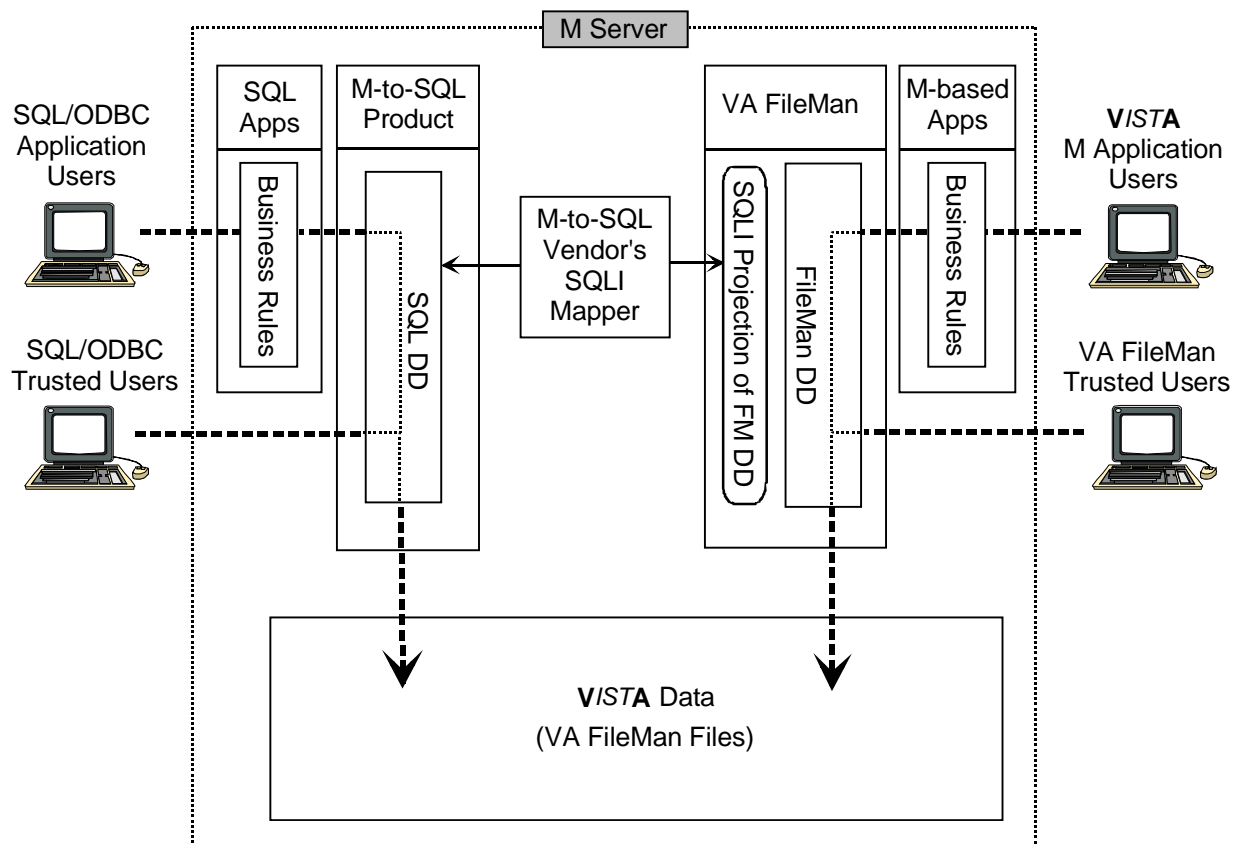 M Server
SQL/ODBC
Application
Users
SQL/ODBC
Trusted Users
SQL
Apps
Business Rules
M-to-SQL
Product
SQL DD
M-to-SQL
Vendor's
SQLI
Mapper
VA FileMan
SQLI Projection of FM DD
FileMan DD
M-based
Apps
Business Rules
VISTA
M Application
Users
VA FileMan
Trusted Users
VISTA Data
(VA FileMan Files)